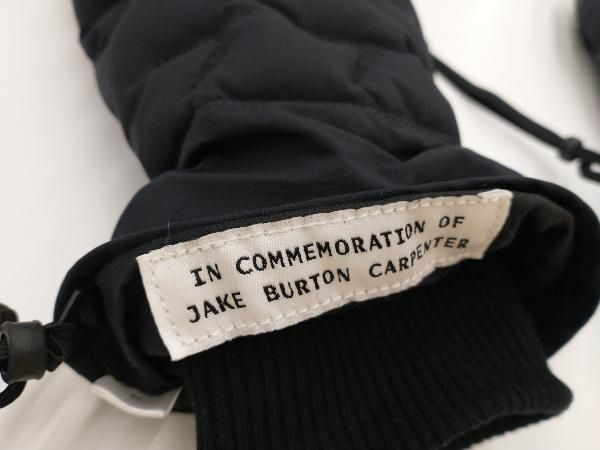 IN COMMEMORATION OF
JAKE BURTON CARPENTER